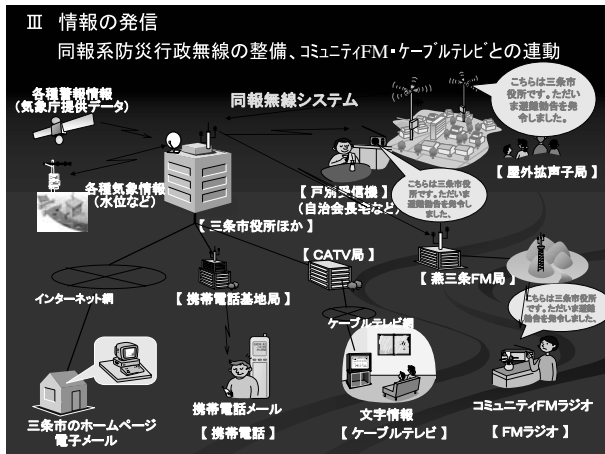 Ⅲ 情報の発信
同報系防災行政無線の整備、コミュニティFM・ケーブルテレビとの連動
各種警報情報
(気象庁提供データ)
同報無線システム
こちらは三条市
役所です。ただい
ま避難勧告を発
令しました。
【 屋外拡声子局 】
各種気象情報
(水位など)
【 三条市役所ほか 】
【 戸別受信機 】
(自治会長宅など)
こちらは三条市役
所です。ただいま
避難勧告を発令し
ました、
【 CATV局 】
【 燕三条FM局 】
インターネット網
【 携帯電話基地局 】
ケーブルテレビ網
こちらは三条市役
所です。ただいま避難
勧告を発令しました、
三条市のホームページ
電子メール
携帯電話メール
【 携帯電話 】
文字情報
【 ケーブルテレビ 】
コミュニティFMラジオ
【 FMラジオ 】